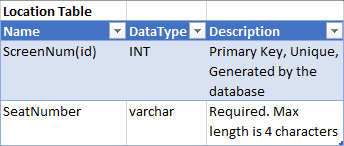 Location Table
Name DataType Description
ScreenNum(id) INT Primary Key, Unique,
Generated by the
database
SeatNumber varchar Required. Max
length is 4 characters